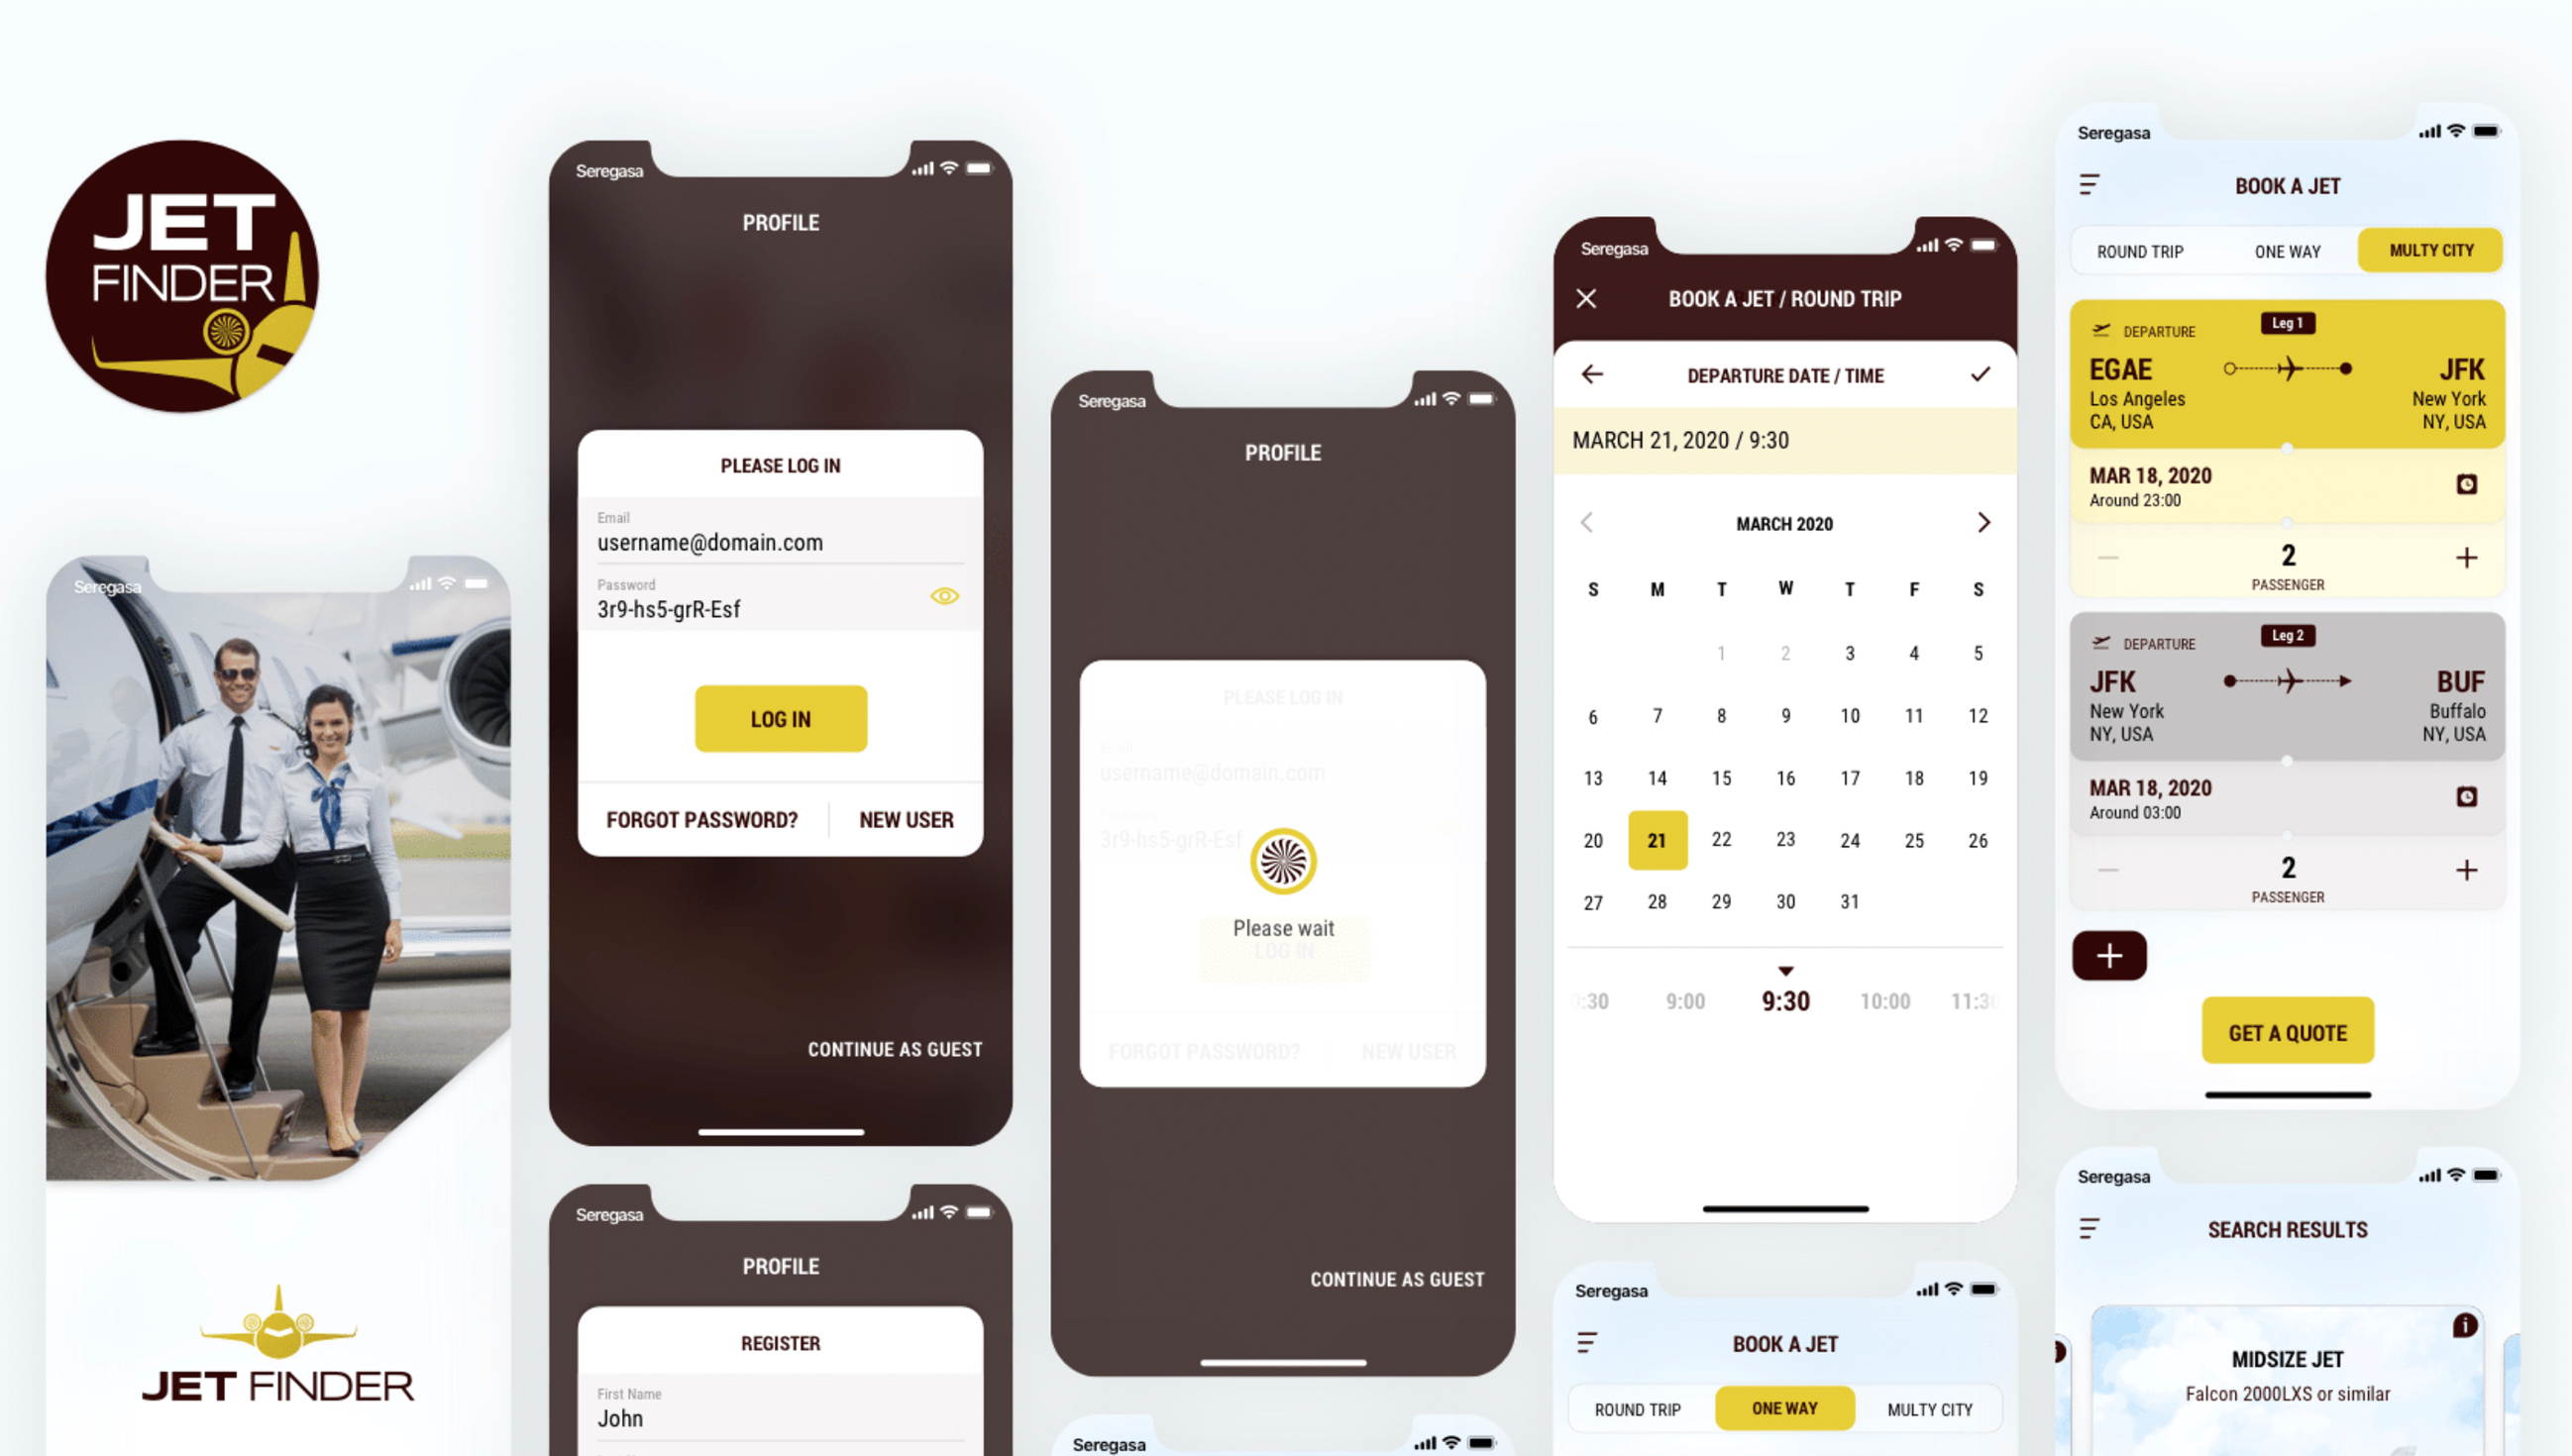 JET
FINDER
Seregasa
JET FINDER
Seregasa
PROFILE
PLEASE LOG IN
Email
username@domain.com
Password
3r9-hs5-grR-Esf
LOG IN
FORGOT PASSWORD?
NEW USER
CONTINUE AS GUEST
Seregasa
PROFILE
REGISTER
First Name
John
Seregasa
PROFILE
PLEASE LOG IN
Email
username@domain.com
3r9-hs5-grR-Esf
Please wait
LOG IN
FORGOT PASSWORD?
NEW USER
CONTINUE AS GUEST
Seregasa
Seregasa
BOOK A JET / ROUND TRIP
DEPARTURE DATE / TIME
MARCH 21, 2020 / 9:30
MARCH 2020
S M T W T F S
1 2 3 4 5
6 7 8 9 10 11 12
13 14 15 16 17 18 19
20 21 22 23 24 25 26
27 28 29 30 31
:30 9:00 9:30 10:00 11:30
Seregasa
BOOK A JET
ROUND TRIP
ONE WAY
MULTY CITY
Seregasa
BOOK A JET
ROUND TRIP
ONE WAY
MULTY CITY
DEPARTURE
Leg 1
EGAE
JFK
Los Angeles
New York
CA, USA
NY, USA
MAR 18, 2020
Around 23:00
2
PASSENGER
DEPARTURE
Leg 2
JFK
BUF
New York
Buffalo
NY, USA
NY, USA
MAR 18, 2020
Around 03:00
2
PASSENGER
GET A QUOTE
Seregasa
SEARCH RESULTS
MIDSIZE JET
Falcon 2000LXS or similar